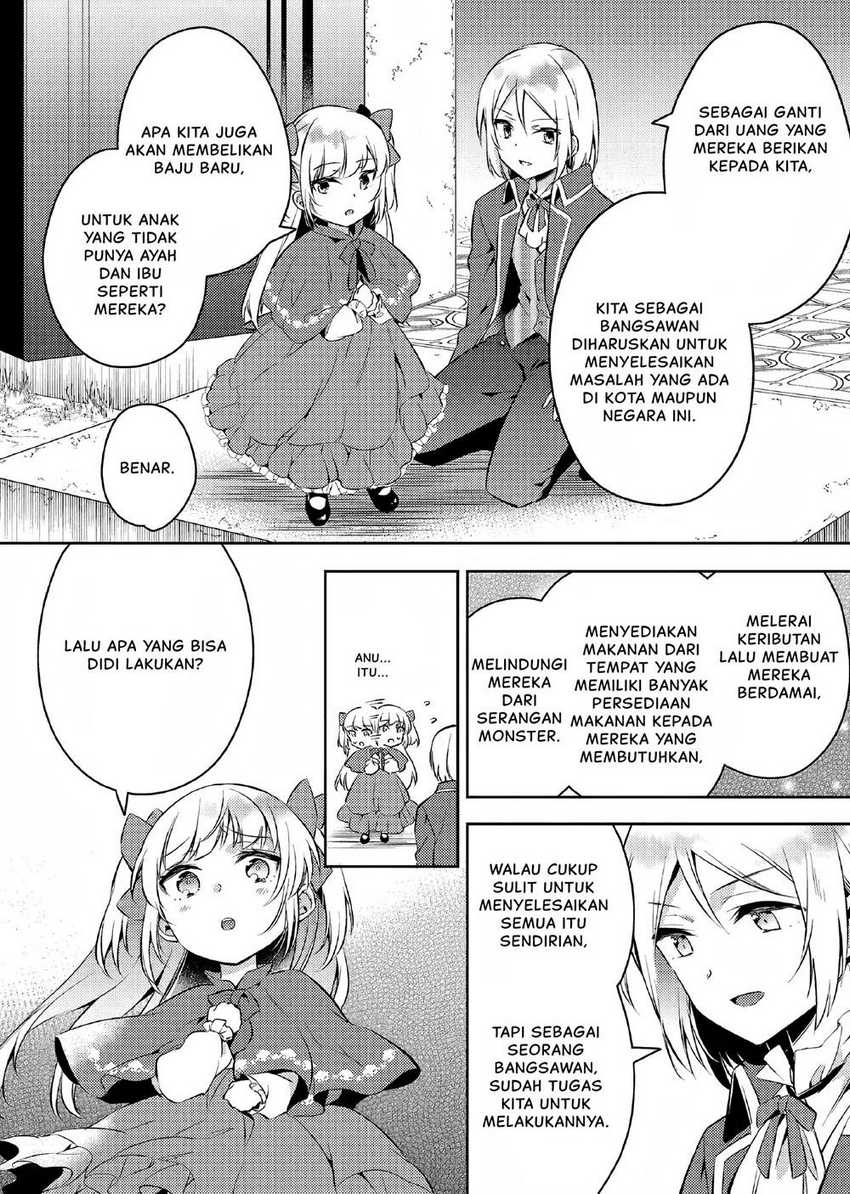 SEBAGAI GANTI
DARI UANG YANG
MEREKA BERIKAN
KEPADA KITA,
KITA SEBAGAI
BANGSAWAN
DIHARUSKAN UNTUK
MENYELESAIKAN
MASALAH YANG ADA
DI KOTA MAUPUN
NEGARA INI.
APA KITA JUGA
AKAN MEMBELIKAN
BAJU BARU,
UNTUK ANAK
YANG TIDAK
PUNYA AYAH
DAN IBU
SEPERTI
MEREKA?
BENAR.
MELERAI
KERIBUTAN
LALU MEMBUAT
MEREKA
BERDAMAI,
MENYEDIAKAN
MAKANAN DARI
TEMPAT YANG
MEMILIKI BANYAK
PERSEDIAAN
MAKANAN KEPADA
MEREKA YANG
MEMBUTUHKAN,
MELINDUNGI
MEREKA
DARI
SERANGAN
MONSTER.
WALAU CUKUP
SULIT UNTUK
MENYELESAIKAN
SEMUA ITU
SENDIRIAN,
TAPI SEBAGAI
SEORANG
BANGSAWAN,
SUDAH TUGAS
KITA UNTUK
MELAKUKANNYA.
ANU...
ITU...
LALU APA YANG BISA
DIDI LAKUKAN?